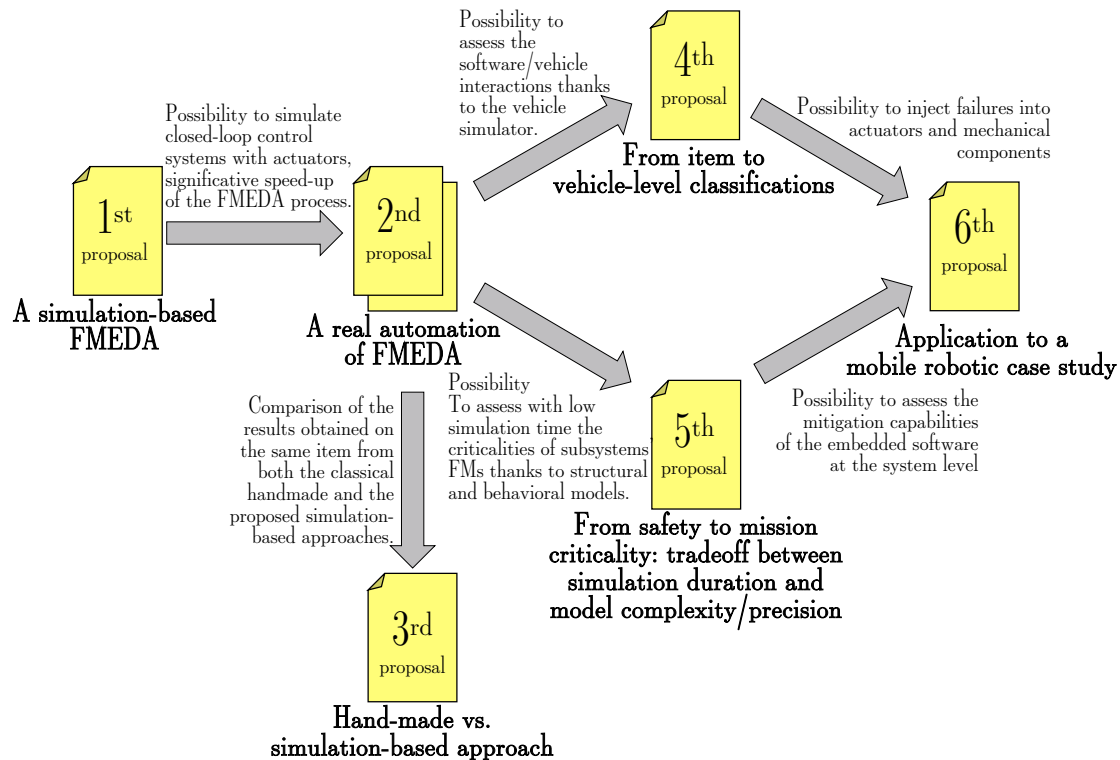 Possibility to simulate
closed-loop control
systems with actuators,
significative speed-up
of the FMEDA process.
1st
proposal
A simulation-based
FMEDA
2nd
proposal
A real automation
of FMEDA
Possibility to
assess the
software/vehicle
interactions thanks
to the vehicle
simulator.
4th
proposal
From item to
vehicle-level classifications
Possibility to inject failures into
actuators and mechanical
components
6th
proposal
Application to a
mobile robotic case study
Comparison of the
results obtained on
the same item from
both the classical
handmade and the
proposed simulation-
based approaches.
3rd
proposal
Hand-made vs.
simulation-based approach
Possibility
To assess with low
simulation time the
criticalities of subsystems
FMs thanks to structural
and behavioral models.
5th
proposal
From safety to mission
criticality: tradeoff between
simulation duration and
model complexity/precision
Possibility to assess the
mitigation capabilities
of the embedded software
at the system level